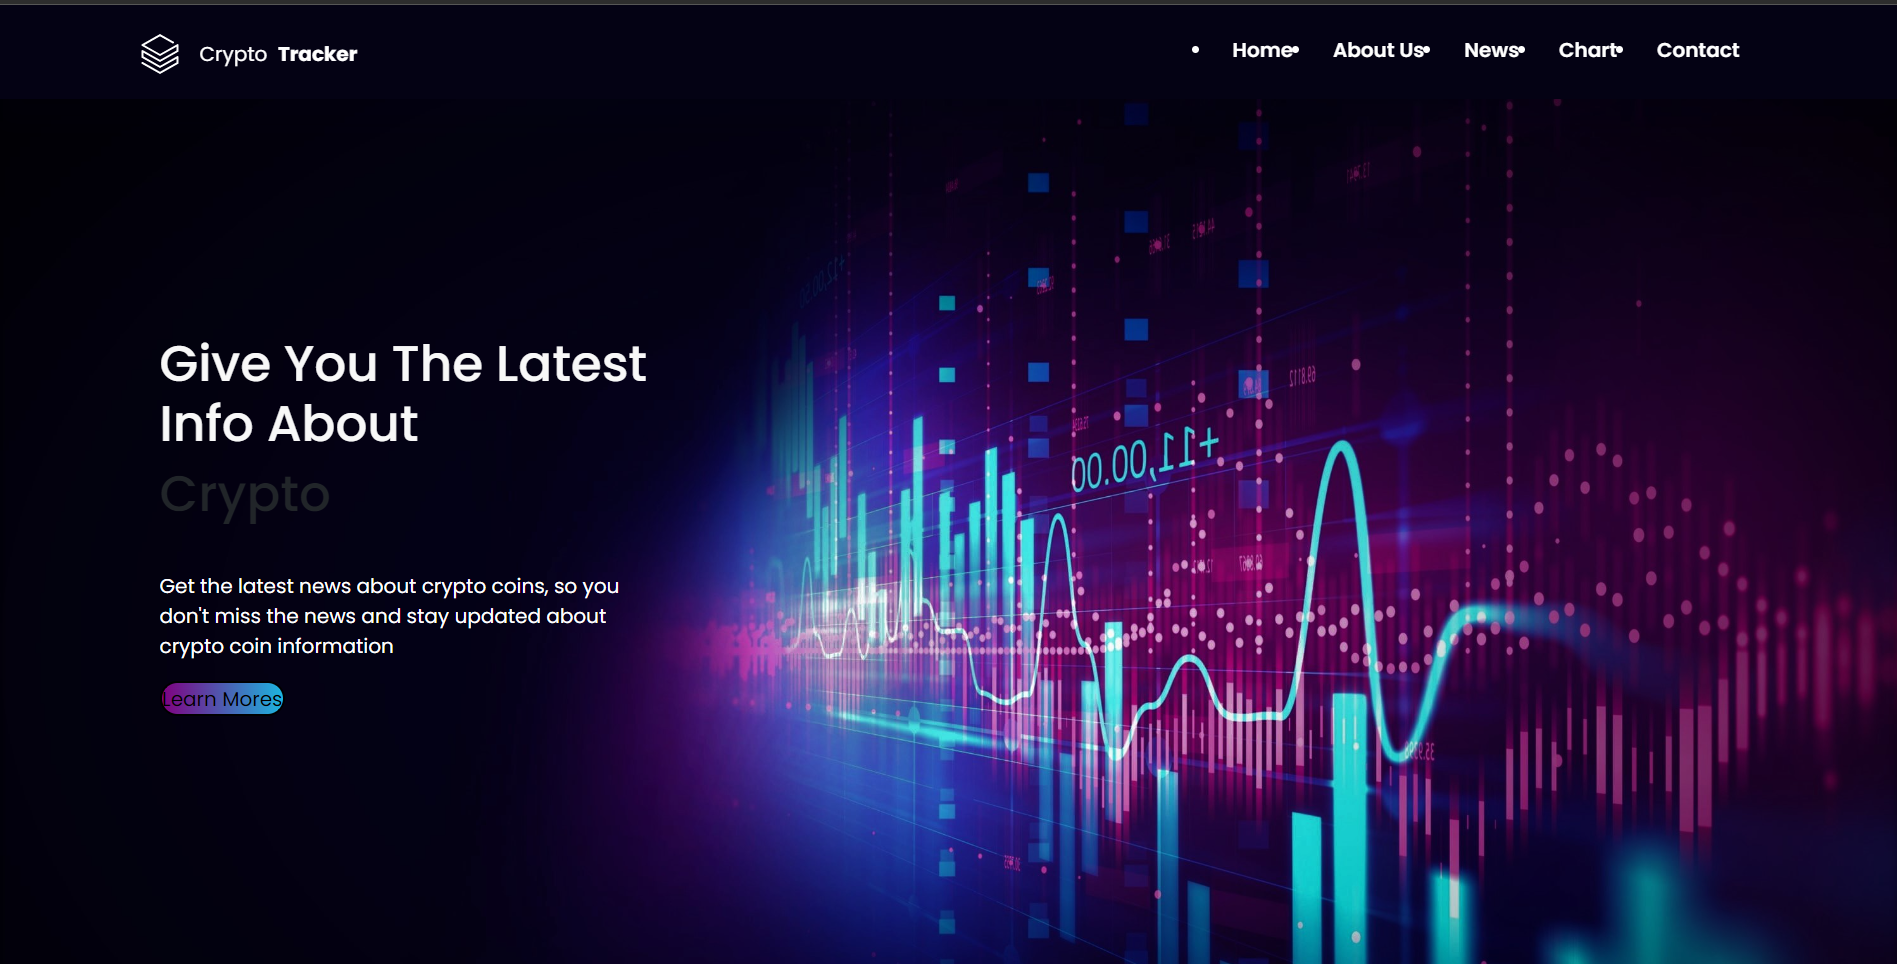 Crypto Tracker
Home
About Us
News
Chart
Contact
Give You The Latest
Info About
Crypto
Get the latest news about crypto coins, so you
don't miss the news and stay updated about
crypto coin information
Learn Mores
+11,00.00
69.8112